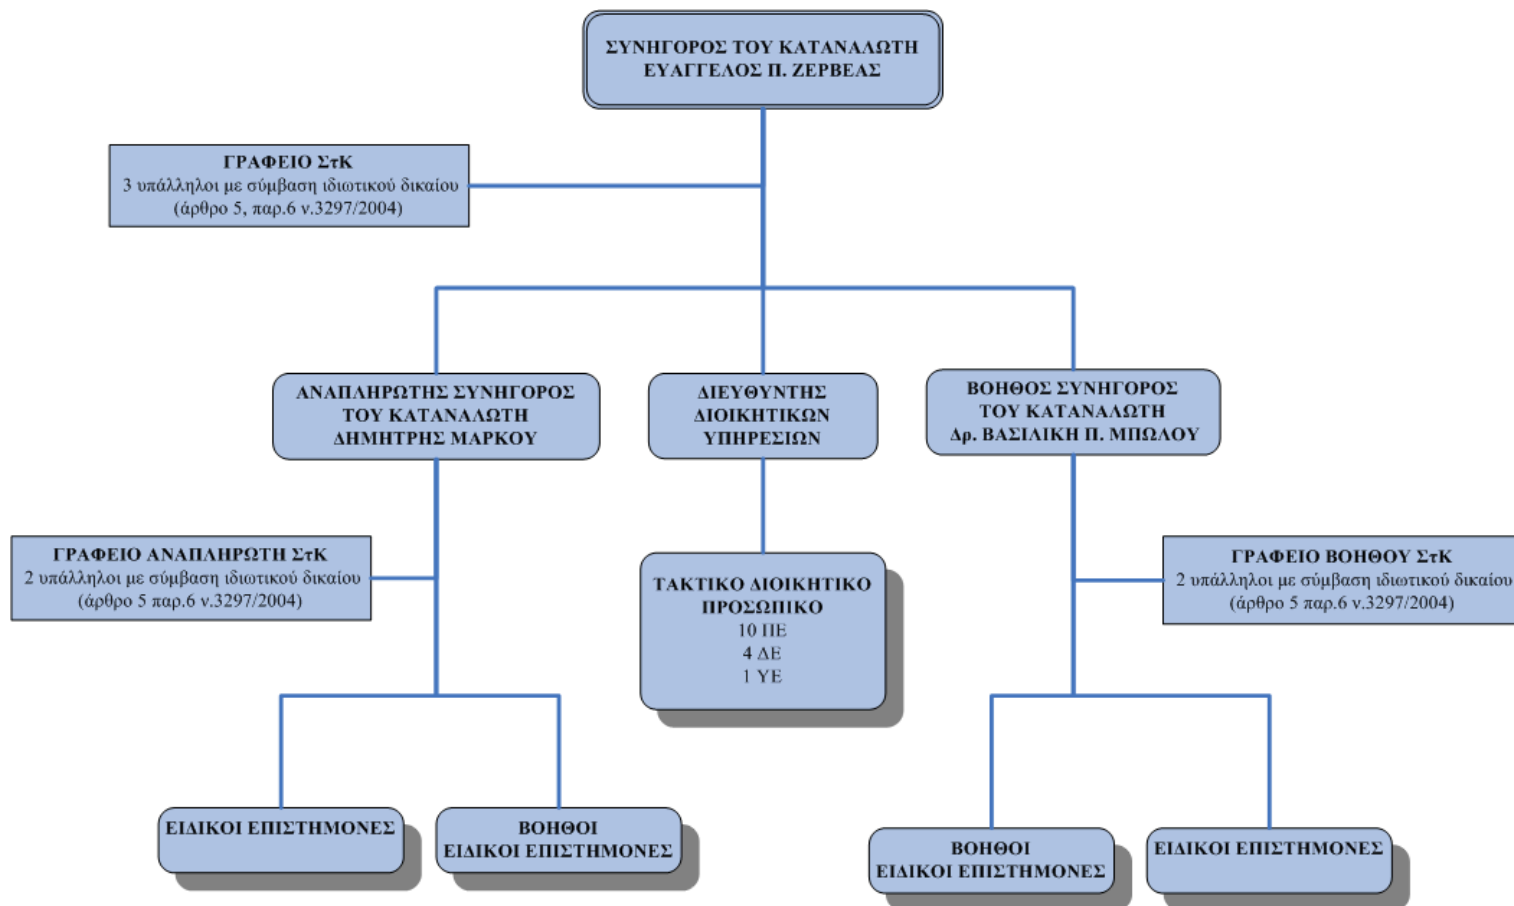 ΣΥΝΗΓΟΡΟΣ ΤΟΥ ΚΑΤΑΝΑΛΩΤΗ
ΕΥΑΓΓΕΛΟΣ Π. ΖΕΡΒΕΑΣ
ΓΡΑΦΕΙΟ ΣτΚ
3 υπάλληλοι με σύμβαση ιδιωτικού δικαίου
(άρθρο 5, παρ.6 ν.3297/2004)
ΑΝΑΠΛΗΡΩΤΗΣ ΣΥΝΗΓΟΡΟΣ
ΤΟΥ ΚΑΤΑΝΑΛΩΤΗ
ΔΗΜΗΤΡΗΣ ΜΑΡΚΟΥ
ΔΙΕΥΘΥΝΤΗΣ
ΔΙΟΙΚΗΤΙΚΩΝ
ΥΠΗΡΕΣΙΩΝ
ΒΟΗΘΟΣ ΣΥΝΗΓΟΡΟΣ
ΤΟΥ ΚΑΤΑΝΑΛΩΤΗ
Δρ. ΒΑΣΙΛΙΚΗ Π. ΜΠΩΛΟΥ
ΓΡΑΦΕΙΟ ΑΝΑΠΛΗΡΩΤΗ ΣτΚ
2 υπάλληλοι με σύμβαση ιδιωτικού δικαίου
(άρθρο 5 παρ.6 ν.3297/2004)
ΤΑΚΤΙΚΟ ΔΙΟΙΚΗΤΙΚΟ
ΠΡΟΣΩΠΙΚΟ
10 ΠΕ
4 ΔΕ
1 ΥΕ
ΓΡΑΦΕΙΟ ΒΟΗΘΟΥ ΣτΚ
2 υπάλληλοι με σύμβαση ιδιωτικού δικαίου
(άρθρο 5 παρ.6 ν.3297/2004)
ΕΙΔΙΚΟΙ ΕΠΙΣΤΗΜΟΝΕΣ
ΒΟΗΘΟΙ
ΕΙΔΙΚΟΙ ΕΠΙΣΤΗΜΟΝΕΣ
ΒΟΗΘΟΙ
ΕΙΔΙΚΟΙ ΕΠΙΣΤΗΜΟΝΕΣ
ΕΙΔΙΚΟΙ ΕΠΙΣΤΗΜΟΝΕΣ